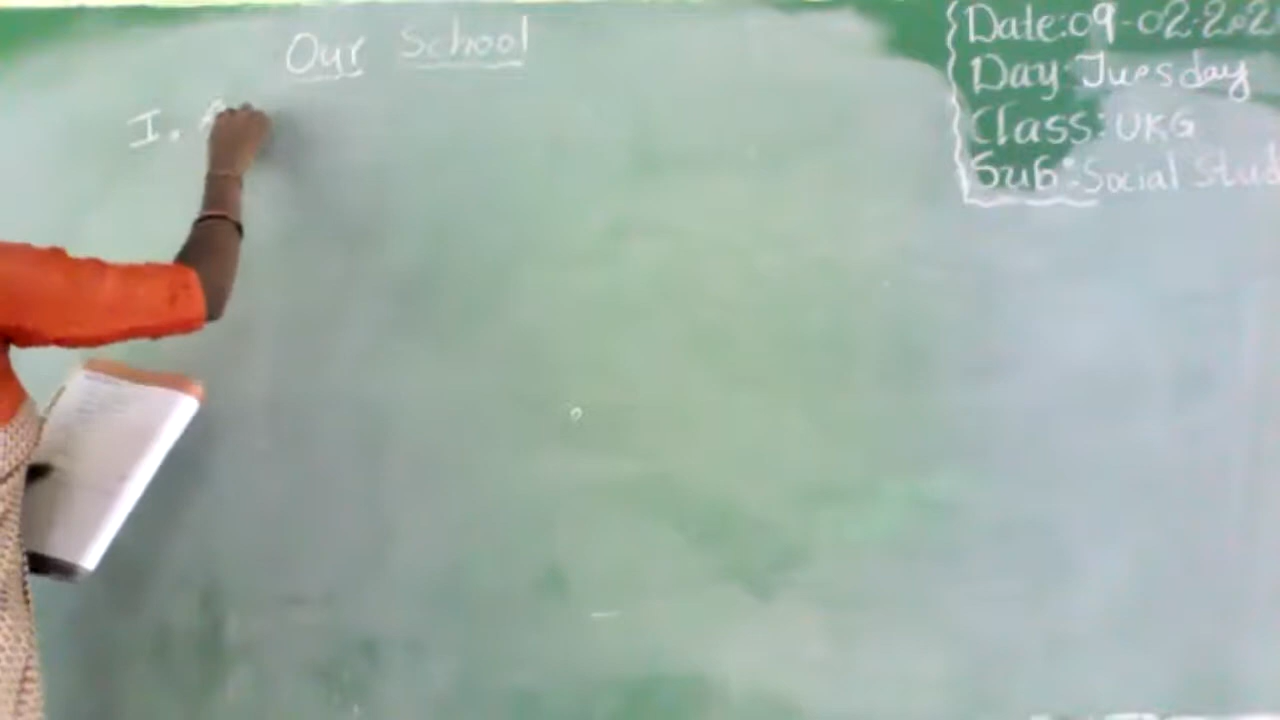 Our School
I.
Date:09-02-202
Day:Tuesday
Class:UKG
Sub:Social Stud